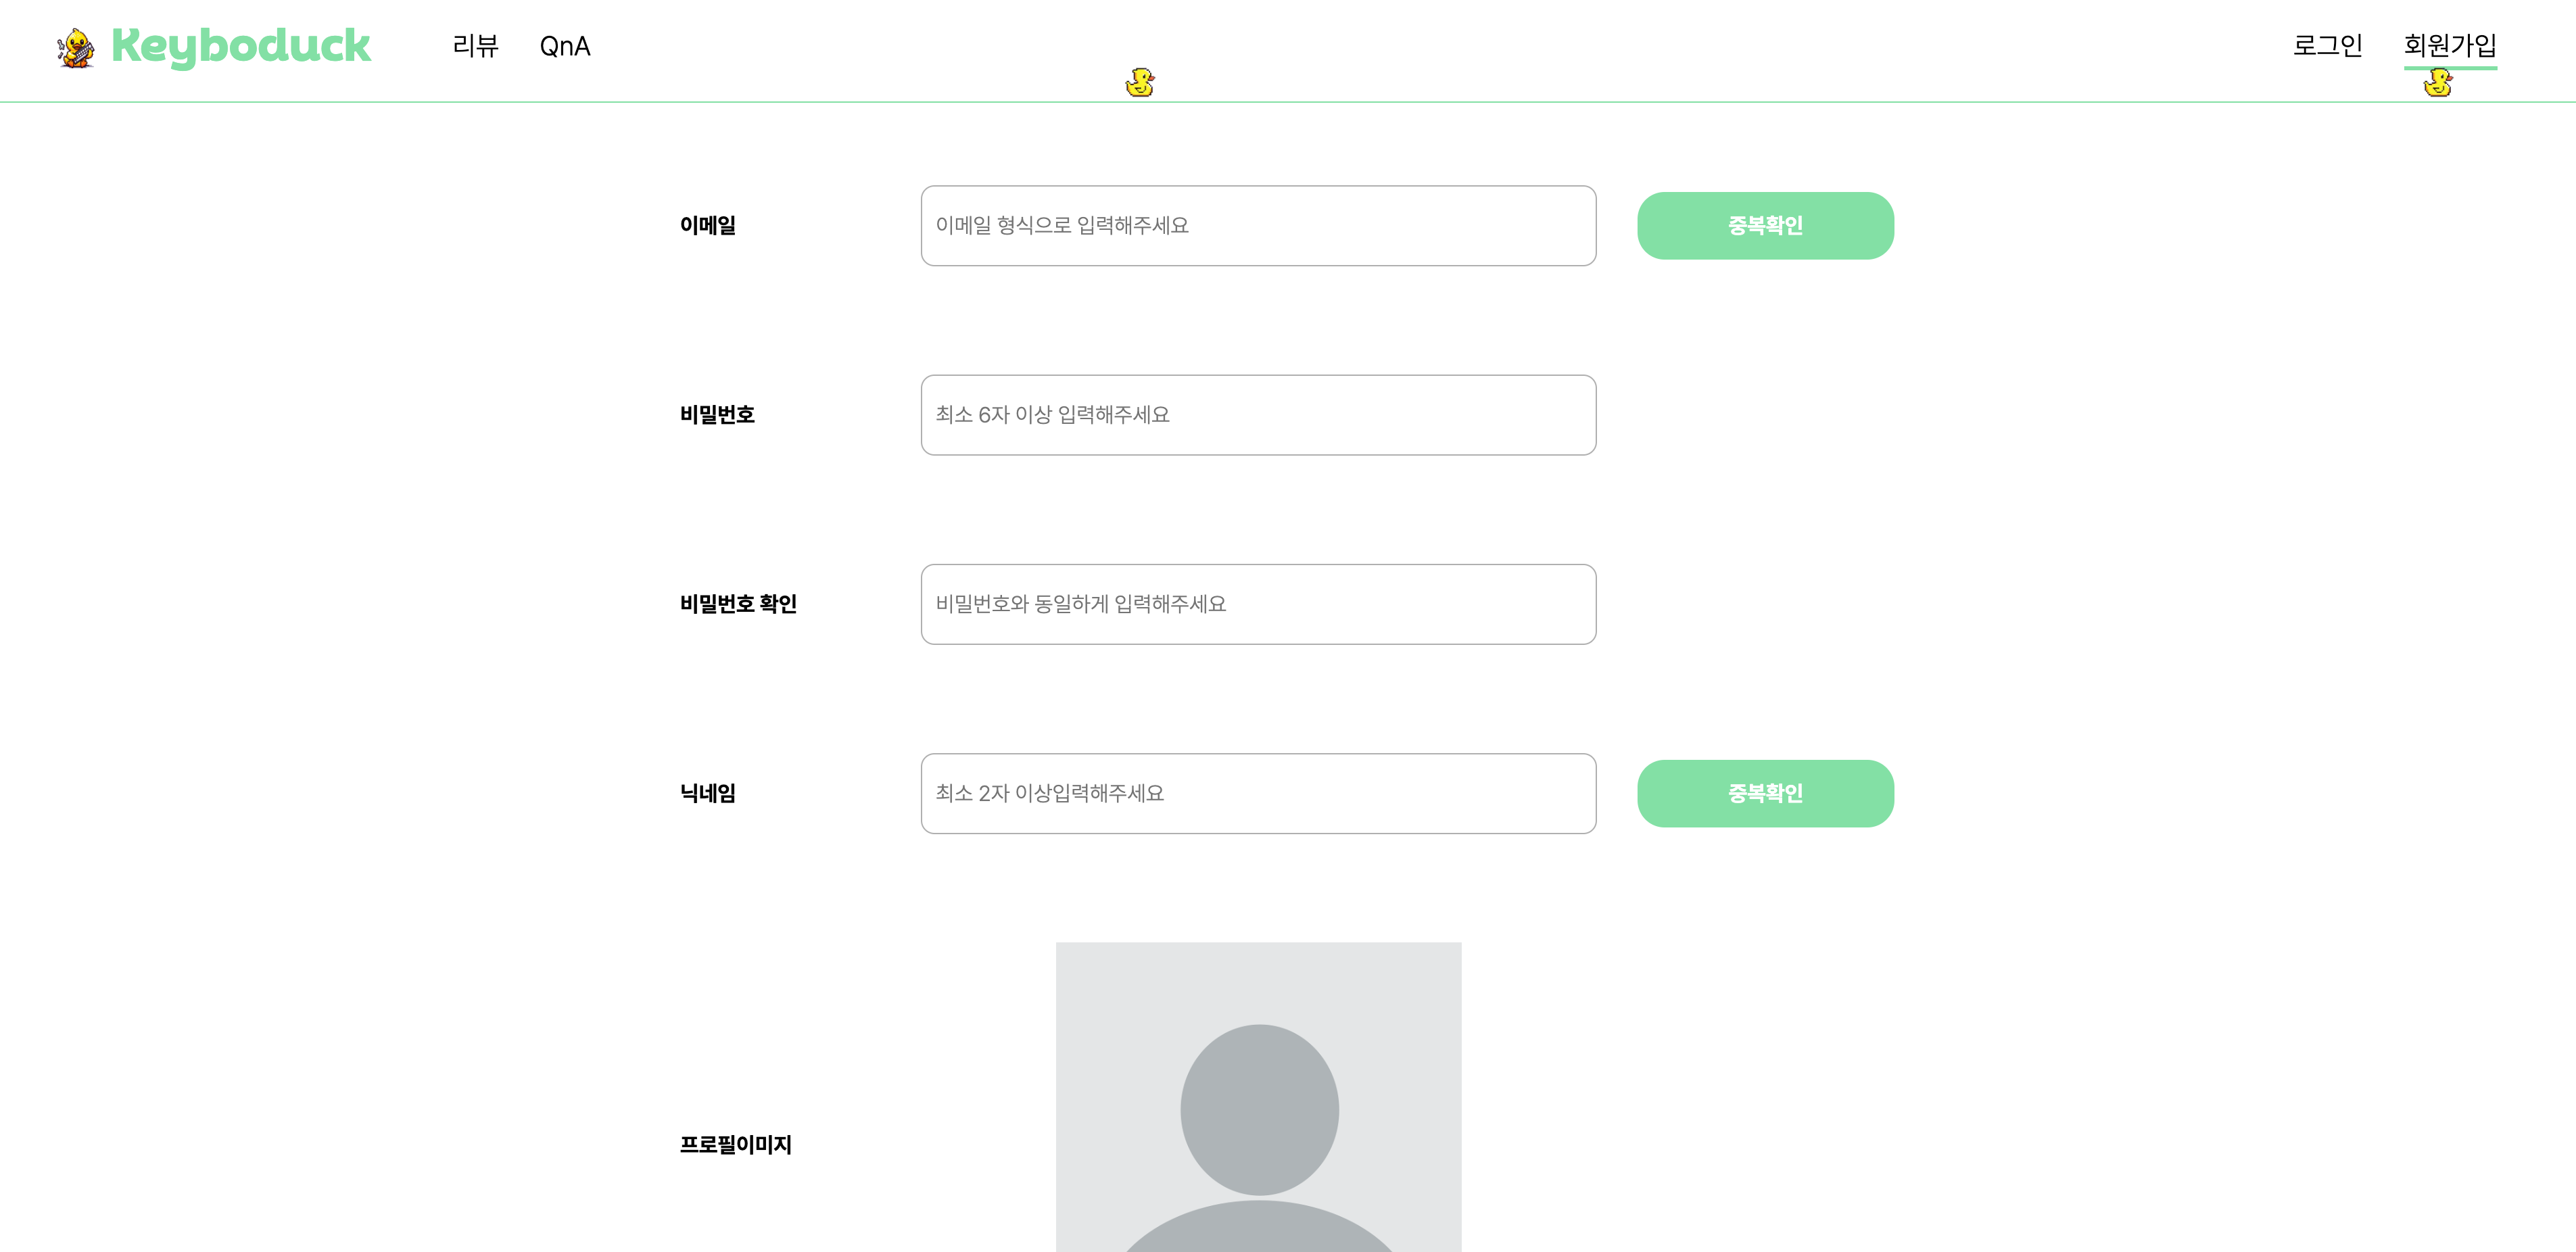 Keyboduck 리뷰 QnA 로그인 회원가입
이메일 이메일 형식으로 입력해주세요 중복확인
비밀번호 최소 6자 이상 입력해주세요
비밀번호 확인 비밀번호와 동일하게 입력해주세요
닉네임 최소 2자 이상입력해주세요 중복확인
프로필이미지